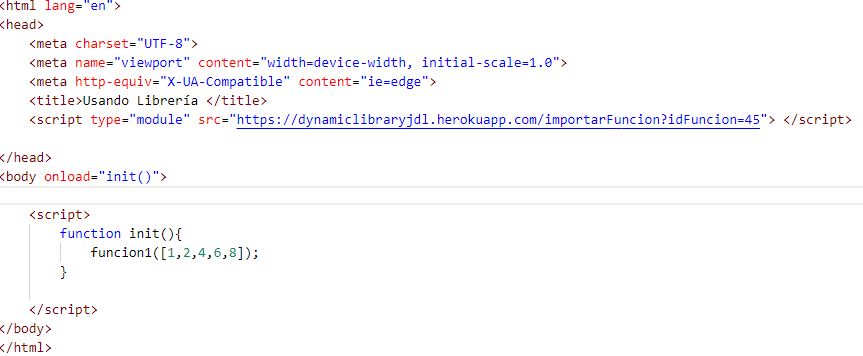 <html lang="en">
<head>
<meta charset="UTF-8">
<meta name="viewport" content="width=device-width, initial-scale=1.0">
<meta http-equiv="X-UA-Compatible" content="ie=edge">
<title>Usando Librería </title>
<script type="module" src="https://dynamiclibraryjdl.herokuapp.com/importarFuncion?idFuncion=45"> </script>
</head>
<body onload="init()">
<script>
function init(){
funcion1([1,2,4,6,8]);
}
</script>
</body>
</html>